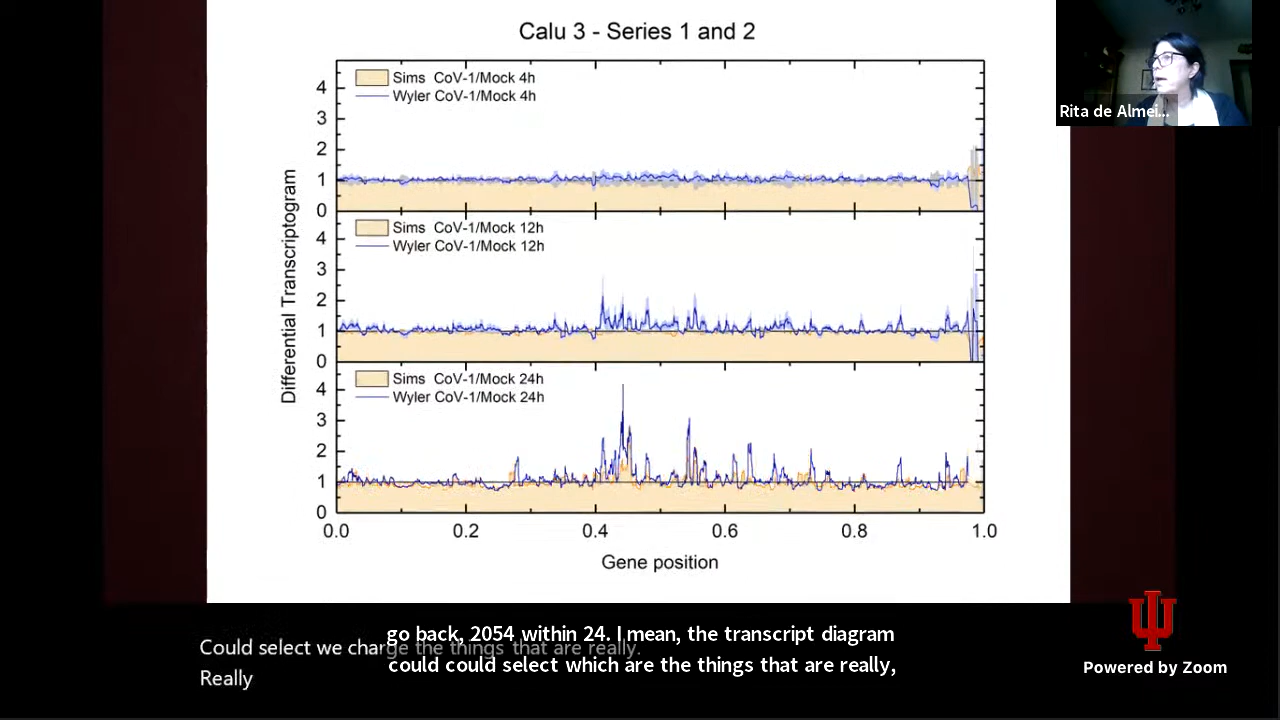 Calu 3 - Series 1 and 2
Rita de Almei...
Differential Transcriptogram
Sims CoV-1/Mock 4h
Wyler CoV-1/Mock 4h
4
3
2
1
0
Sims CoV-1/Mock 12h
Wyler CoV-1/Mock 12h
4
3
2
1
0
Sims CoV-1/Mock 24h
Wyler CoV-1/Mock 24h
4
3
2
1
0
0.0 0.2 0.4 0.6 0.8 1.0
Gene position
go back, 2054 within 24. I mean, the transcript diagram
could could select which are the things that are really,
Could select we charge the things that are really.
Really
Powered by Zoom